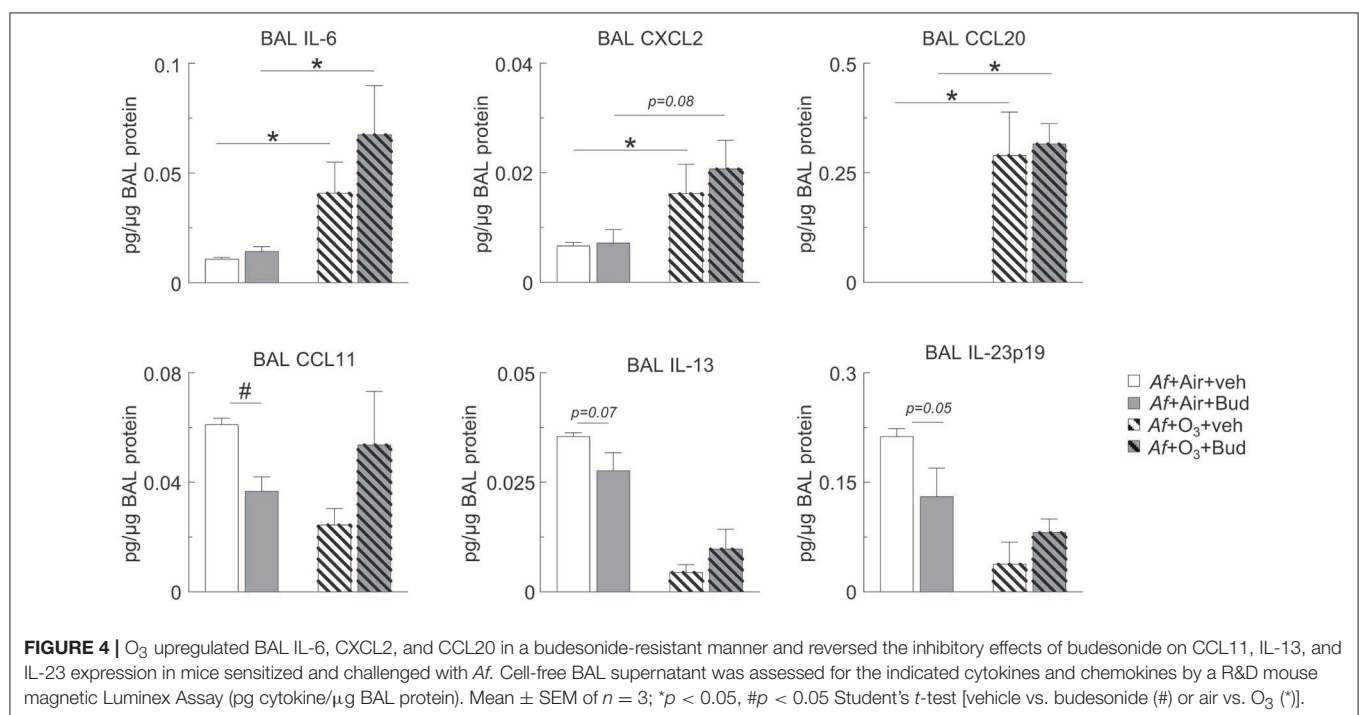 BAL IL-6
pg/µg BAL protein
0.1
0.05
0
*
*
BAL CXCL2
pg/µg BAL protein
0.04
0.02
0
p=0.08
*
BAL CCL20
pg/µg BAL protein
0.5
0.25
0
*
*
BAL CCL11
pg/µg BAL protein
0.08
0.04
0
#
BAL IL-13
pg/µg BAL protein
0.05
0.025
0
p=0.07
BAL IL-23p19
pg/µg BAL protein
0.3
0.15
0
p=0.05
Af+Air+veh
Af+Air+Bud
Af+O₃+veh
Af+O₃+Bud
FIGURE 4 | O₃ upregulated BAL IL-6, CXCL2, and CCL20 in a budesonide-resistant manner and reversed the inhibitory effects of budesonide on CCL11, IL-13, and
IL-23 expression in mice sensitized and challenged with Af. Cell-free BAL supernatant was assessed for the indicated cytokines and chemokines by a R&D mouse
magnetic Luminex Assay (pg cytokine/µg BAL protein). Mean ± SEM of n = 3; *p < 0.05, #p < 0.05 Student's t-test [vehicle vs. budesonide (#) or air vs. O₃ (*)].